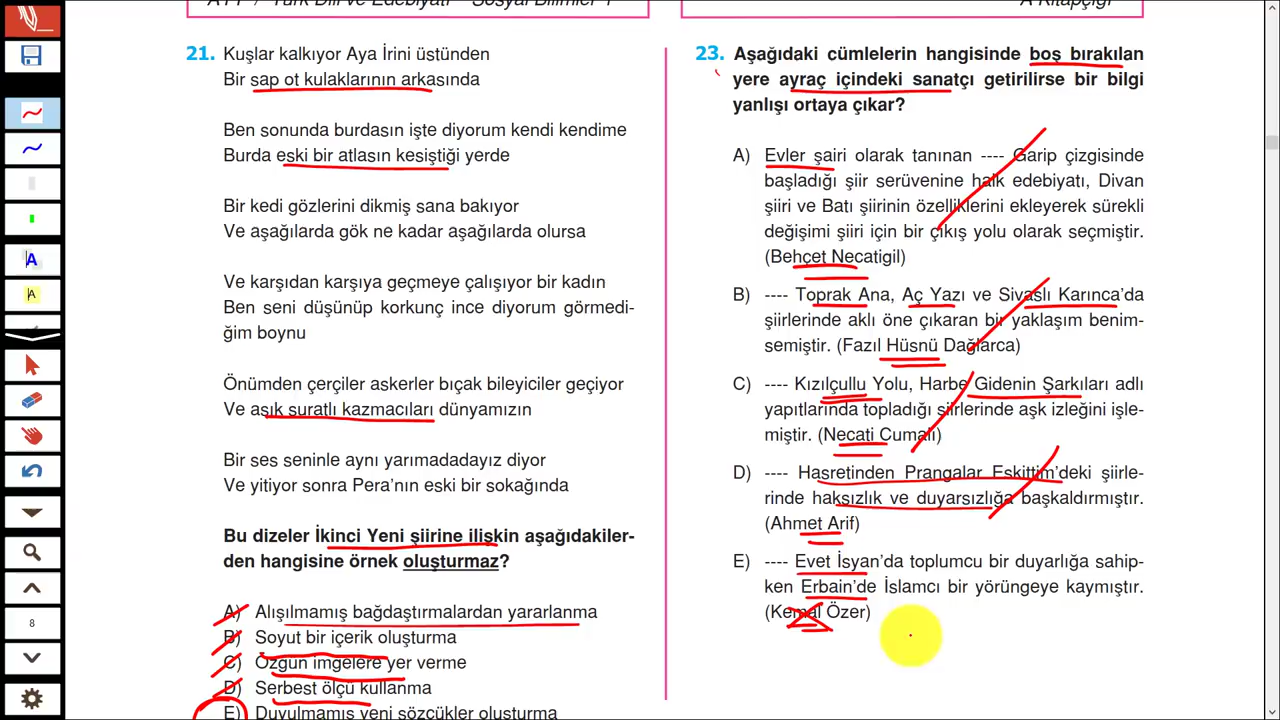 AYT / Türk Dili ve Edebiyatı - Sosyal Bilimler 1
A Kitapçığı
21. Kuşlar kalkıyor Aya İrini üstünden
Bir sap ot kulaklarının arkasında
Ben sonunda burdasın işte diyorum kendi kendime
Burda eski bir atlasın kesiştiği yerde
Bir kedi gözlerini dikmiş sana bakıyor
Ve aşağılarda gök ne kadar aşağılarda olursa
Ve karşıdan karşıya geçmeye çalışıyor bir kadın
Ben seni düşünüp korkunç ince diyorum görmedi-
ğim boynu
Önümden çerçiler askerler bıçak bileyiciler geçiyor
Ve aşık suratlı kazmacıları dünyamızın
Bir ses seninle aynı yarımadadayız diyor
Ve yitiyor sonra Pera’nın eski bir sokağında
Bu dizeler İkinci Yeni şiirine ilişkin aşağıdakiler-
den hangisine örnek oluşturmaz?
A) Alışılmamış bağdaştırmalardan yararlanma
B) Soyut bir içerik oluşturma
C) Özgün imgelere yer verme
D) Serbest ölçü kullanma
E) Duyulmamış yeni sözcükler oluşturma
23. Aşağıdaki cümlelerin hangisinde boş bırakılan
yere ayraç içindeki sanatçı getirilirse bir bilgi
yanlışı ortaya çıkar?
A) Evler şairi olarak tanınan ---- Garip çizgisinde
başladığı şiir serüvenine halk edebiyatı, Divan
şiiri ve Batı şiirinin özelliklerini ekleyerek sürekli
değişimi şiiri için bir çıkış yolu olarak seçmiştir.
(Behçet Necatigil)
B) ---- Toprak Ana, Aç Yazı ve Sivaslı Karınca’da
şiirlerinde aklı öne çıkaran bir yaklaşım benim-
semiştir. (Fazıl Hüsnü Dağlarca)
C) ---- Kızılçullu Yolu, Harbe Gidenin Şarkıları adlı
yapıtlarında topladığı şiirlerinde aşk izleğini işle-
miştir. (Necati Cumalı)
D) ---- Hasretinden Prangalar Eskittim’deki şiirle-
rinde haksızlık ve duyarsızlığa başkaldırmıştır.
(Ahmet Arif)
E) ---- Evet İsyan’da toplumcu bir duyarlığa sahip-
ken Erbain’de İslamcı bir yörüngeye kaymıştır.
(Kemal Özer)
A
A
8